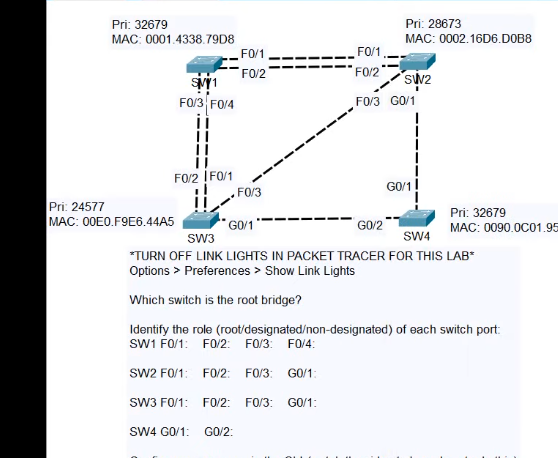 Pri: 32679
MAC: 0001.4338.79D8
Pri: 28673
MAC: 0002.16D6.D0B8
F0/1
F0/1
F0/2
F0/2
SW1
SW2
F0/3
F0/4
F0/3
G0/1
F0/2
F0/1
F0/3
G0/1
Pri: 24577
MAC: 00E0.F9E6.44A5
G0/1
G0/2
Pri: 32679
MAC: 0090.0C01.95
SW3
SW4
*TURN OFF LINK LIGHTS IN PACKET TRACER FOR THIS LAB*
Options > Preferences > Show Link Lights
Which switch is the root bridge?
Identify the role (root/designated/non-designated) of each switch port:
SW1 F0/1: F0/2: F0/3: F0/4:
SW2 F0/1: F0/2: F0/3: G0/1:
SW3 F0/1: F0/2: F0/3: G0/1:
SW4 G0/1: G0/2: